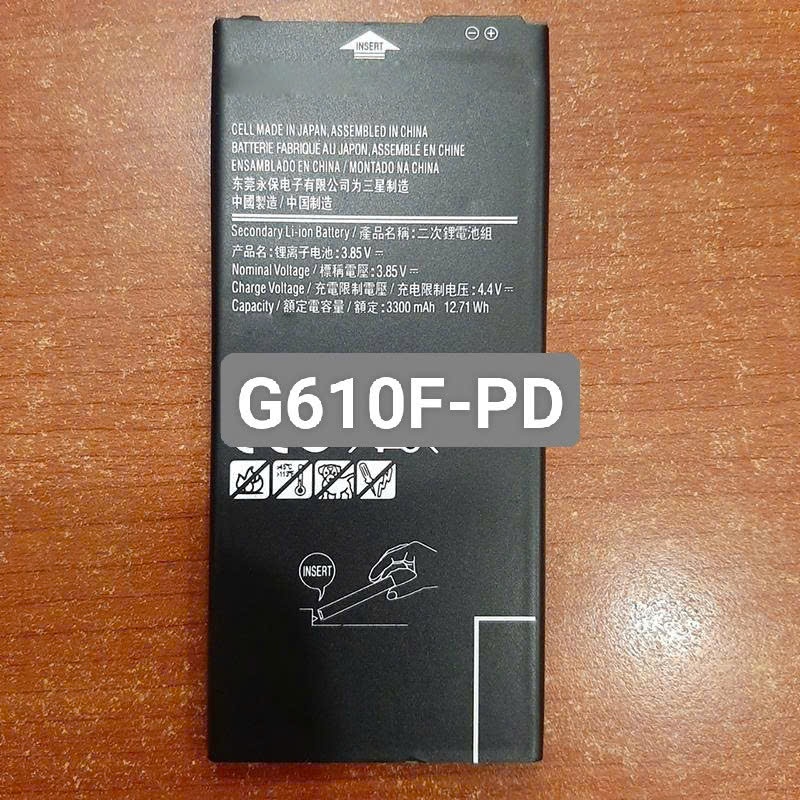 INSERT
CELL MADE IN JAPAN, ASSEMBLED IN CHINA
BATTERIE FABRIQUÉ AU JAPON, ASSEMBLÉ EN CHINE
ENSAMBLADO EN CHINA / MONTADO NA CHINA
东莞永保电子有限公司为三星制造
中國製造 / 中国制造
Secondary Li-ion Battery / 產品名稱 : 二次鋰電池組
产品名 : 锂离子电池 : 3.85V⎓
Nominal Voltage / 標稱電壓 : 3.85V⎓
Charge Voltage / 充電限制電壓 / 充电限制电压 : 4.4V⎓
Capacity / 額定電容量 / 額定 : 3300 mAh 12.71 Wh
G610F-PD
INSERT